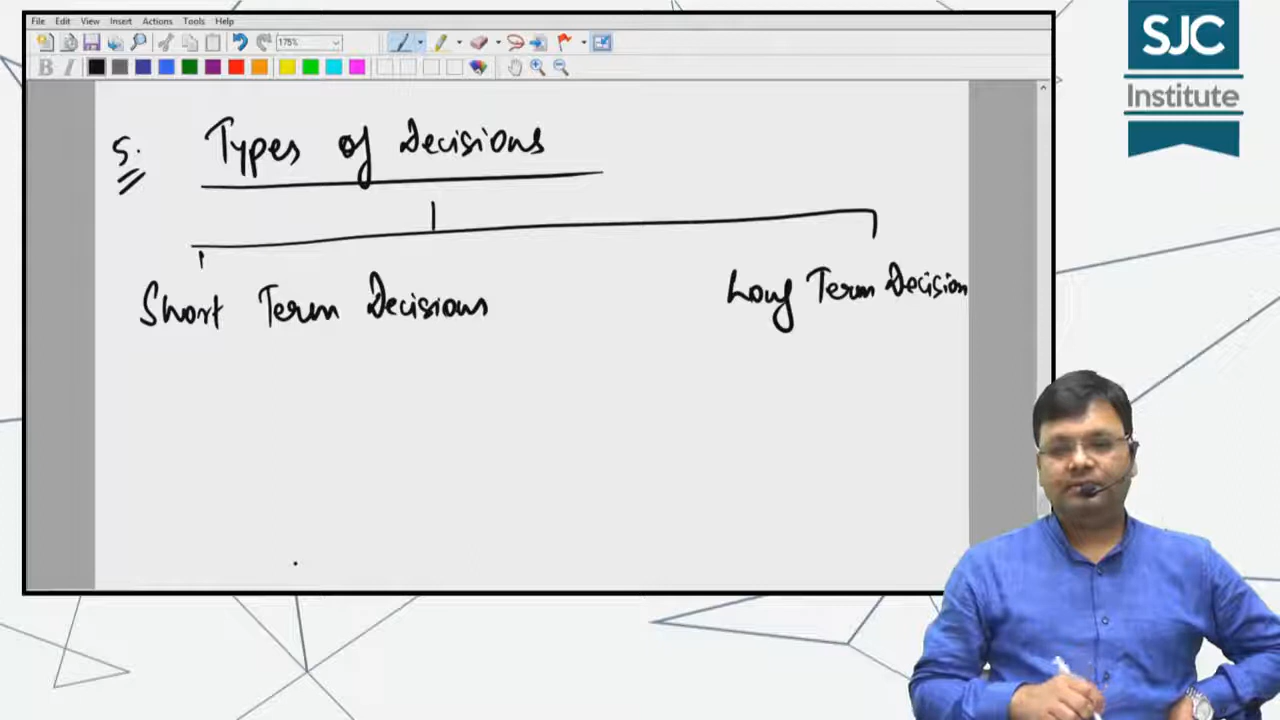 File Edit View Insert Actions Tools Help
175%
B I
5. Types of Decisions
Short Term Decisions
Long Term Decision
SJC
Institute